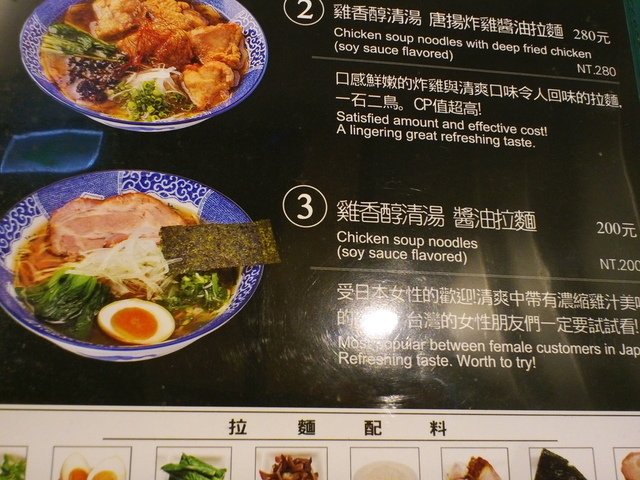 2 雞香醇清湯 唐揚炸雞醬油拉麵 280元
Chicken soup noodles with deep fried chicken
(soy sauce flavored)
NT.280
口感鮮嫩的炸雞與清爽口味令人回味的拉麵,
一石二鳥。CP值超高!
Satisfied amount and effective cost!
A lingering great refreshing taste.
3 雞香醇清湯 醬油拉麵 200元
Chicken soup noodles
(soy sauce flavored)
NT.200
受日本女性的歡迎!清爽中帶有濃縮雞汁美
的 台灣的女性朋友們一定要試試看!
Most popular between female customers in Jap
Refreshing taste. Worth to try!
拉麵配料